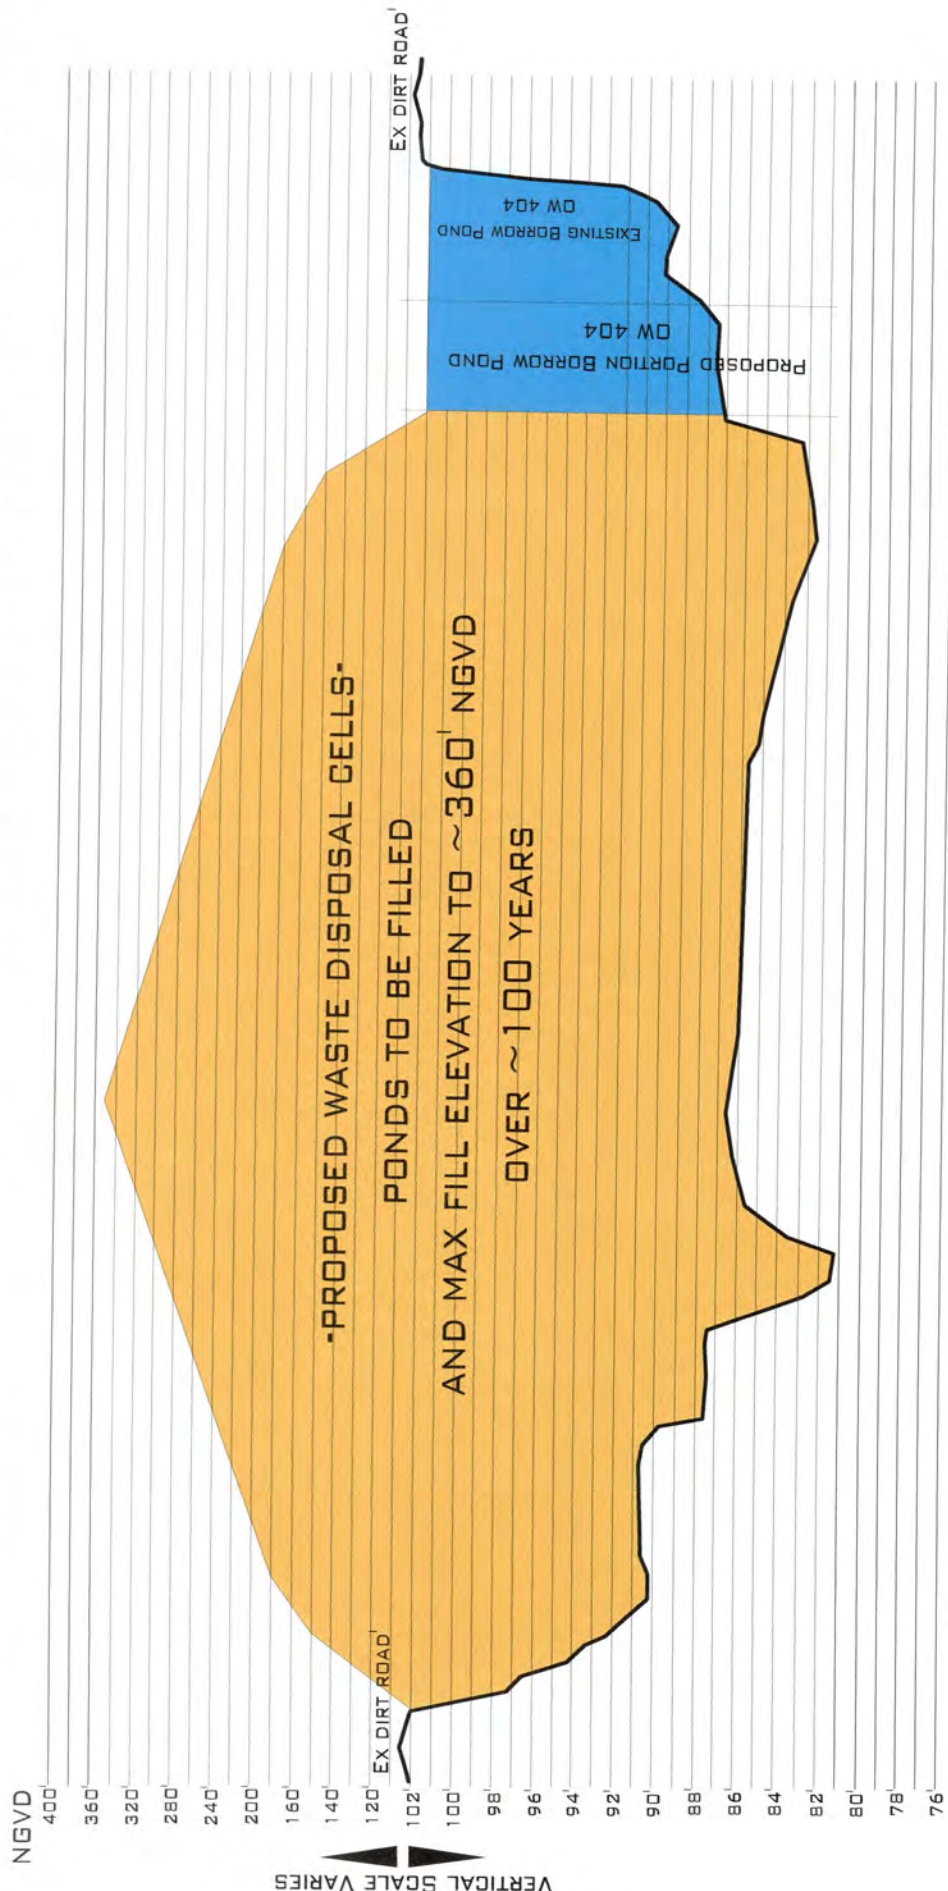 NGVD
400'
360'
320'
280'
240'
200'
160'
120'
102'
100'
98'
96'
94'
92'
90'
88'
86'
84'
82'
80'
78'
76'
VERTICAL SCALE VARIES
EX DIRT ROAD'
-PROPOSED WASTE DISPOSAL CELLS-
PONDS TO BE FILLED
AND MAX FILL ELEVATION TO ~360' NGVD
OVER ~100 YEARS
PROPOSED PORTION BORROW POND
OW 404
EXISTING BORROW POND
OW 404
EX DIRT ROAD'